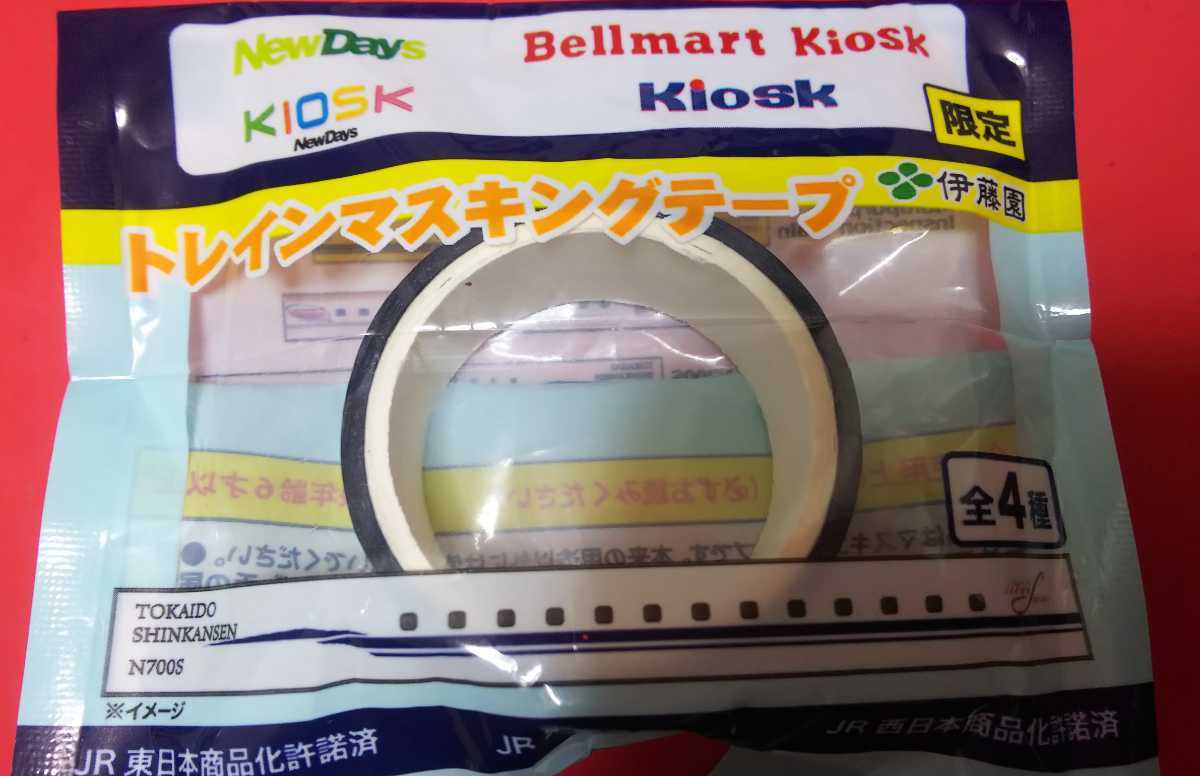 NewDays
Bellmart Kiosk
KIOSK
NewDays
Kiosk
限定
トレインマスキングテープ
伊藤園
全4種
TOKAIDO
SHINKANSEN
N700S
※イメージ
JR 東日本商品化許諾済
JR
JR 西日本商品化許諾済